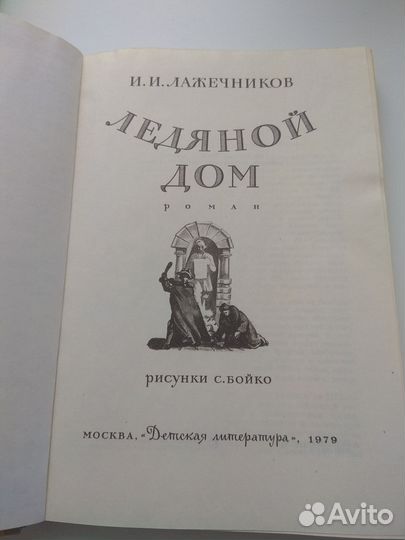 И. И. ЛАЖЕЧНИКОВ
ЛЕДЯНОЙ
ДОМ
роман
рисунки С. БОЙКО
МОСКВА, «Детская литература», 1979
Avito